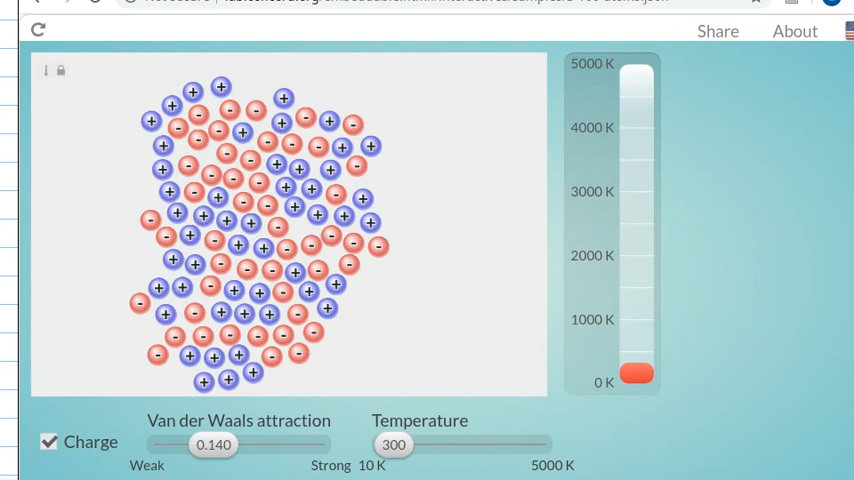 Share About
5000 K
4000 K
3000 K
2000 K
1000 K
0 K
Van der Waals attraction
Temperature
Charge
0.140
300
Weak
Strong
10 K
5000 K